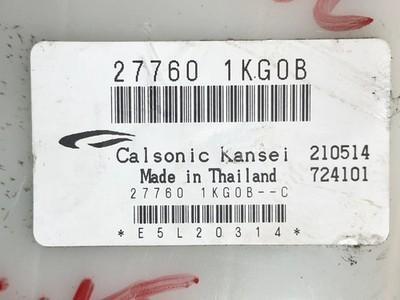 27760 1KG0B
Calsonic Kansei 210514
Made in Thailand 724101
27760 1KG0B--C
*E5L20314*